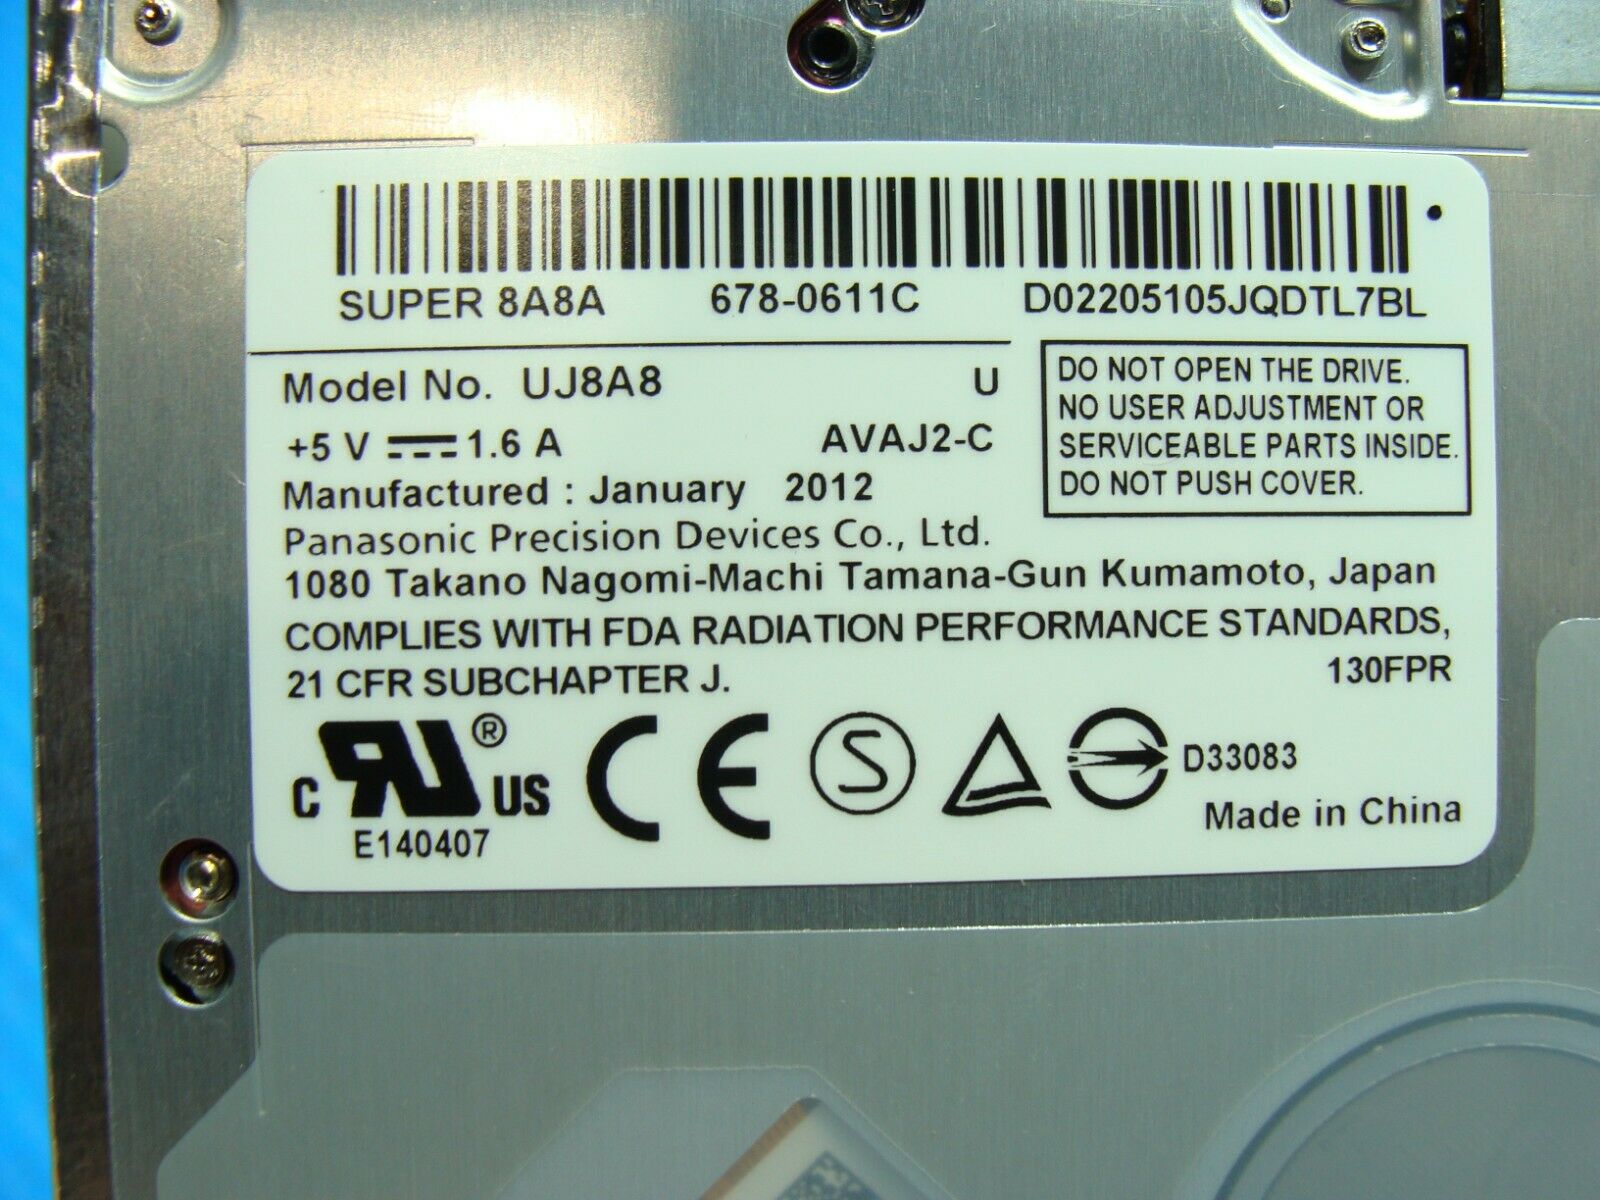 SUPER 8A8A 678-0611C D02205105JQDTL7BL
Model No. UJ8A8 U
+5 V 1.6 A AVAJ2-C
Manufactured : January 2012
DO NOT OPEN THE DRIVE.
NO USER ADJUSTMENT OR
SERVICEABLE PARTS INSIDE.
DO NOT PUSH COVER.
Panasonic Precision Devices Co., Ltd.
1080 Takano Nagomi-Machi Tamana-Gun Kumamoto, Japan
COMPLIES WITH FDA RADIATION PERFORMANCE STANDARDS,
21 CFR SUBCHAPTER J. 130FPR
C RU ® US CE S D33083
E140407
Made in China